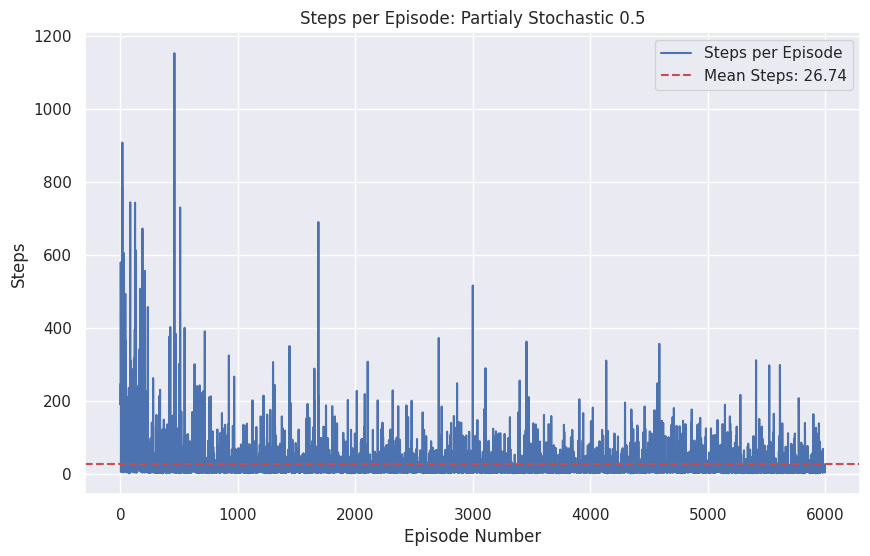 Steps per Episode: Partialy Stochastic 0.5
Steps per Episode
Mean Steps: 26.74
Steps
1200
1000
800
600
400
200
0
0 1000 2000 3000 4000 5000 6000
Episode Number